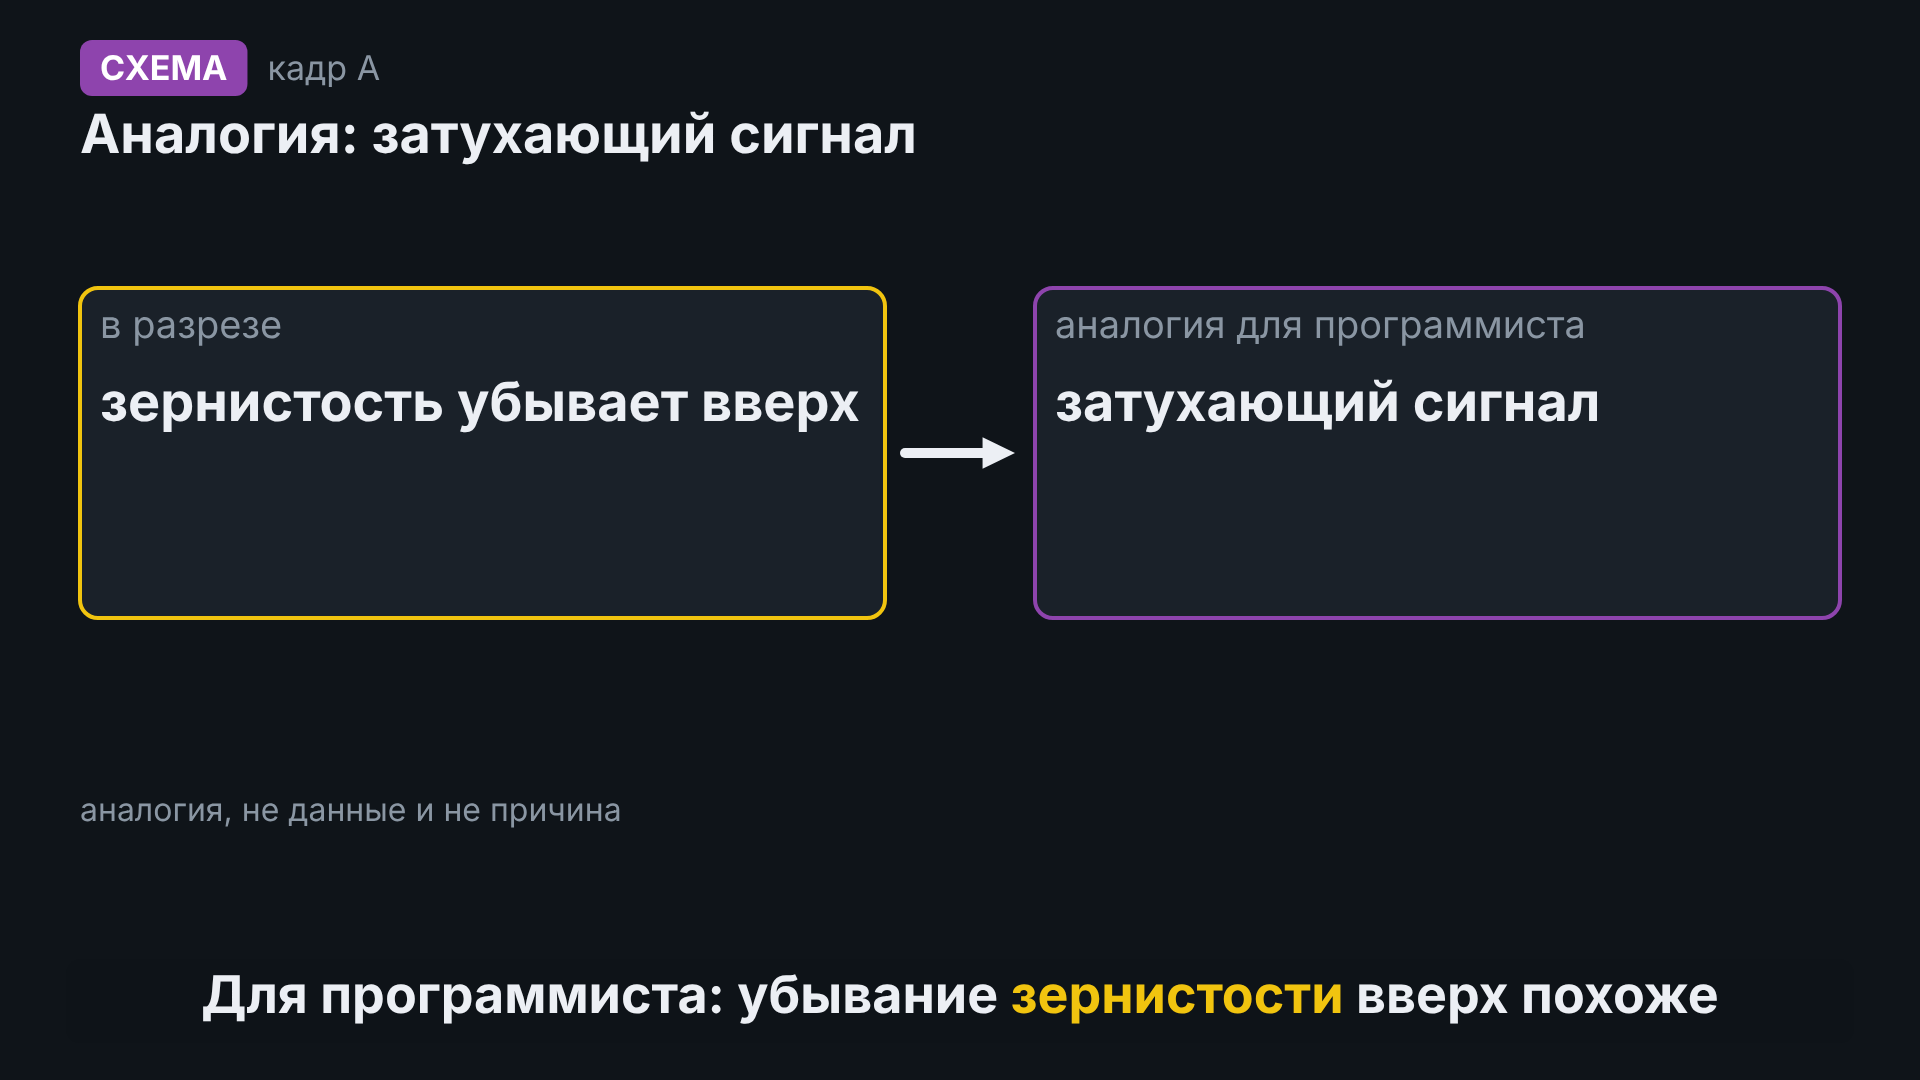 СХЕМА кадр А
Аналогия: затухающий сигнал
в разрезе
зернистость убывает вверх
аналогия для программиста
затухающий сигнал
аналогия, не данные и не причина
Для программиста: убывание зернистости вверх похоже